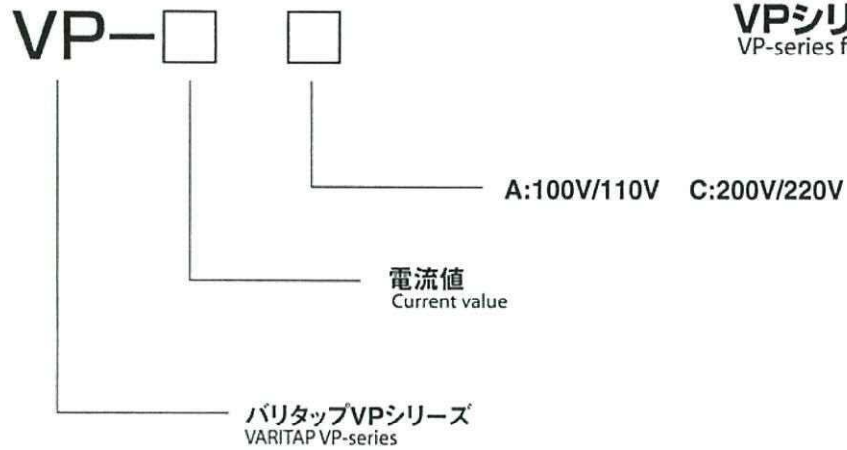 VP−□ □
VPシリ
VP-series f
A:100V/110V C:200V/220V
電流値
Current value
バリタップVPシリーズ
VARITAP VP-series